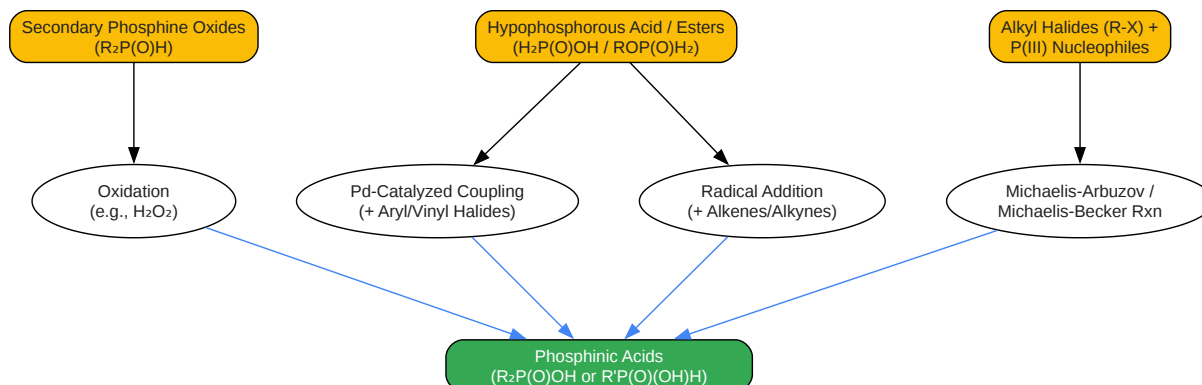 Secondary Phosphine Oxides
(R₂P(O)H)
Hypophosphorous Acid / Esters
(H₂P(O)OH / ROP(O)H₂)
Alkyl Halides (R-X) +
P(III) Nucleophiles
Oxidation
(e.g., H₂O₂)
Pd-Catalyzed Coupling
(+ Aryl/Vinyl Halides)
Radical Addition
(+ Alkenes/Alkynes)
Michaelis-Arbuzov /
Michaelis-Becker Rxn
Phosphinic Acids
(R₂P(O)OH or R'P(O)(OH)H)